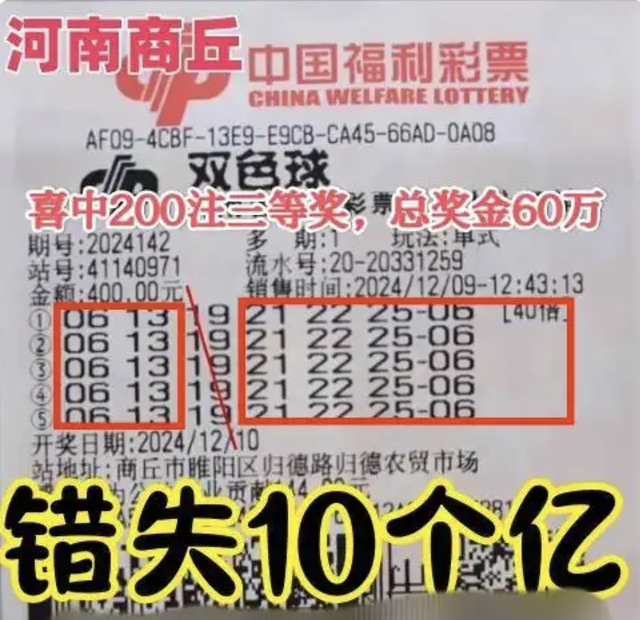 河南商丘
中国福利彩票
CHINA WELFARE LOTTERY
AF09-4CBF-13E9-E9CB-CA45-66AD-0A08
双色球
喜中200注三等奖，总奖金60万
期号:2024142 多 期:1 玩法:单式
站号:41140971 流水号:20-20331259
金额:400.00元 销售时间:2024/12/09-12:43:13
① 06 13 19 21 22 25-06 [40倍]
② 06 13 19 21 22 25-06
③ 06 13 19 21 22 25-06
④ 06 13 19 21 22 25-06
⑤ 06 13 19 21 22 25-06
开奖日期:2024/12/10
站地址:商丘市睢阳区归德路归德农贸市场
错失10个亿